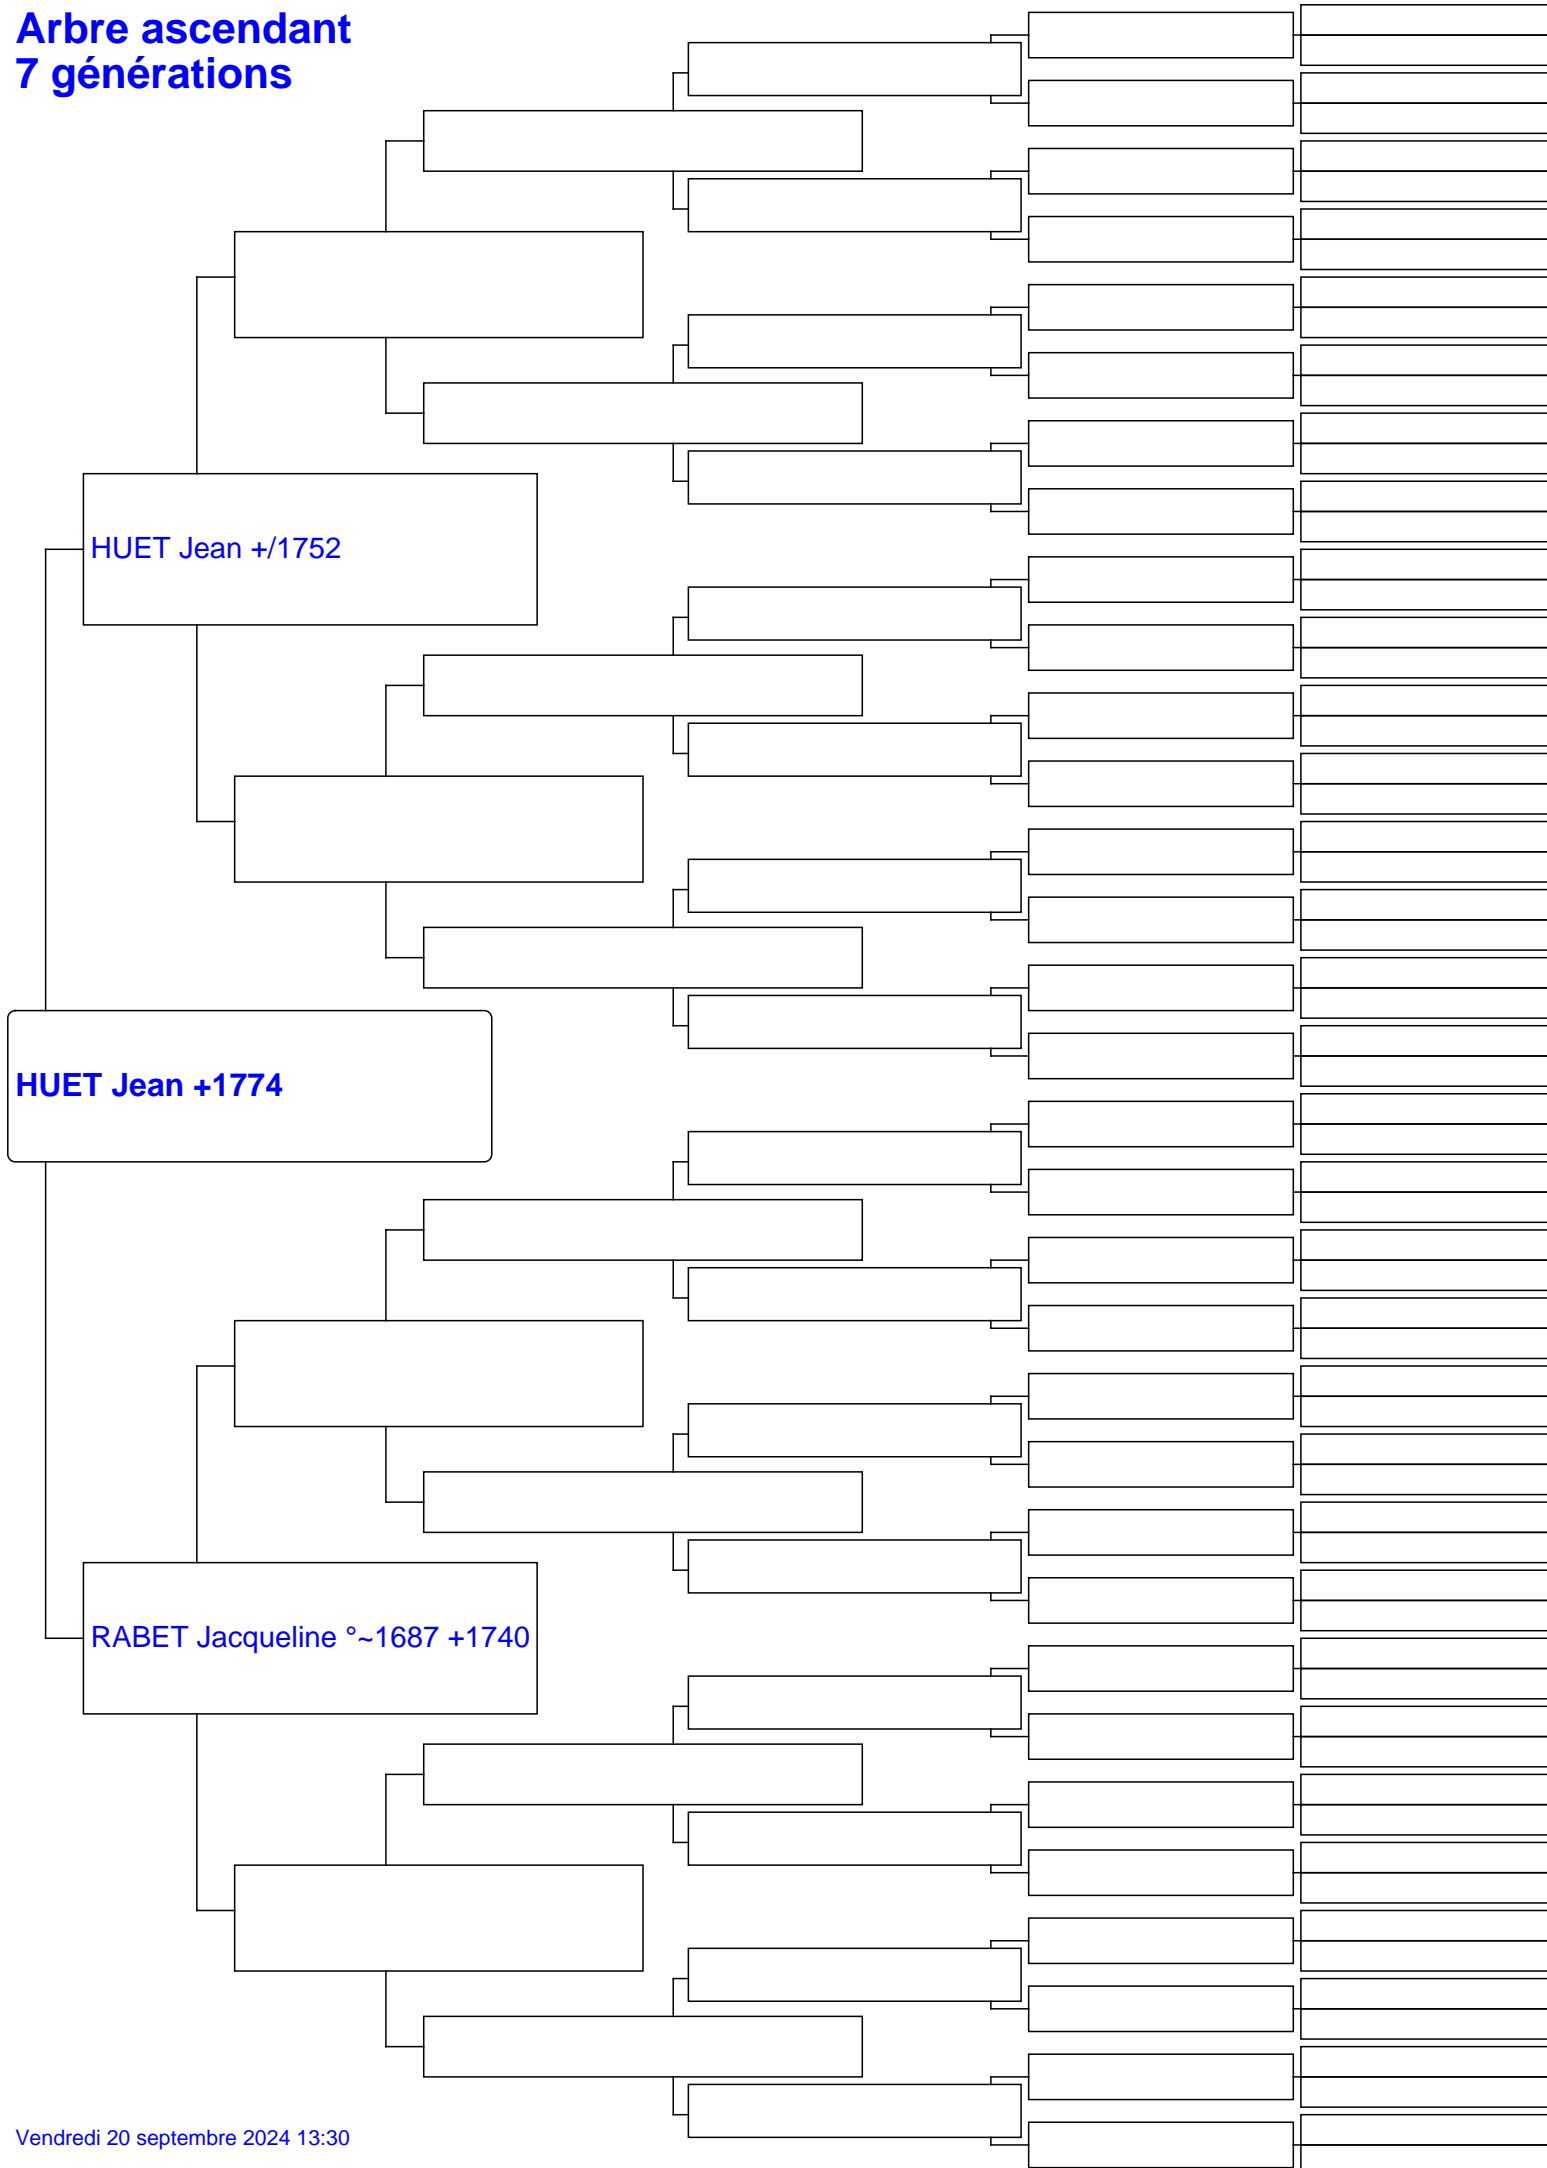 Arbre ascendant
7 générations
HUET Jean +/1752
HUET Jean +1774
RABET Jacqueline °~1687 +1740
Vendredi 20 septembre 2024 13:30